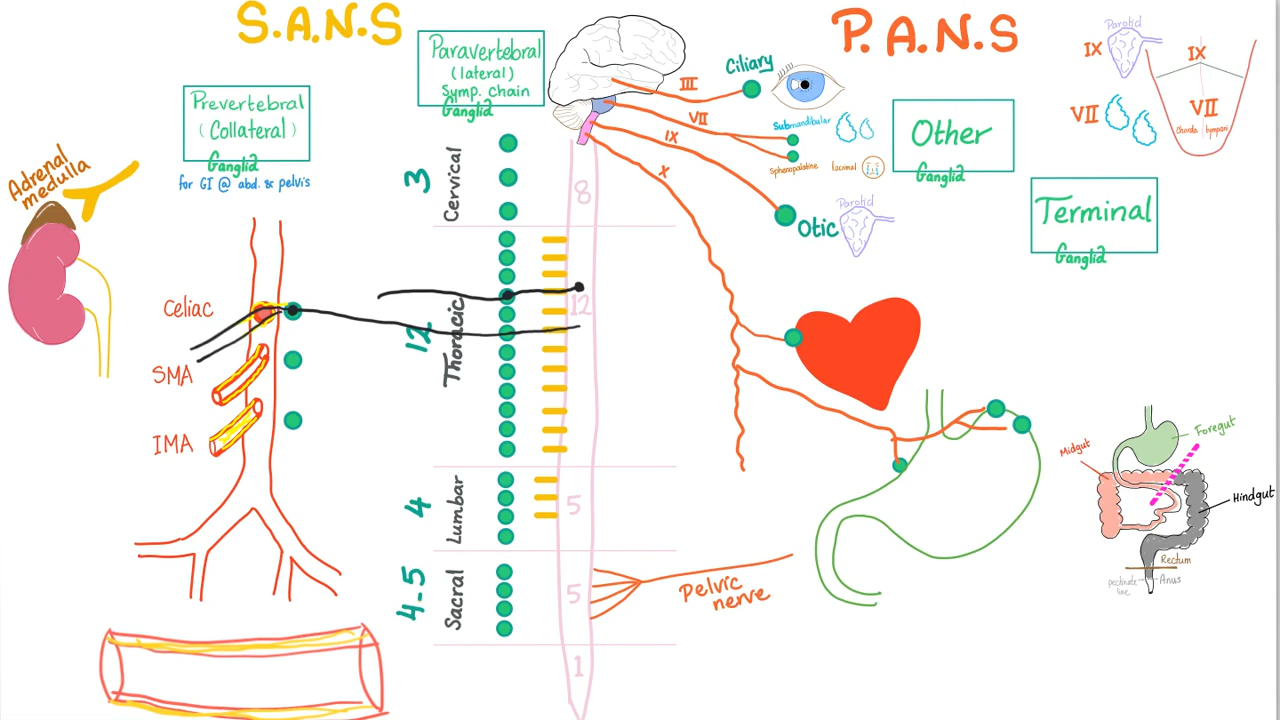 S.A.N.S
P.A.N.S
Prevertebral
(Collateral)
Ganglia
for GI @ abd. & pelvis
Paravertebral
(lateral)
Symp. chain
Ganglia
Adrenal
medulla
Celiac
SMA
IMA
3
Cervical
12
Thoracic
4
Lumbar
4-5
Sacral
8
12
5
5
1
III
VII
IX
X
Ciliary
Submandibular
Sphenopalatine
Lacrimal
Otic
Parotid
Other
Ganglia
Terminal
Ganglia
Parotid
IX
VII
IX
VII
Chorda tympani
Pelvic
nerve
Midgut
Foregut
Hindgut
Rectum
pectinate
line
Anus